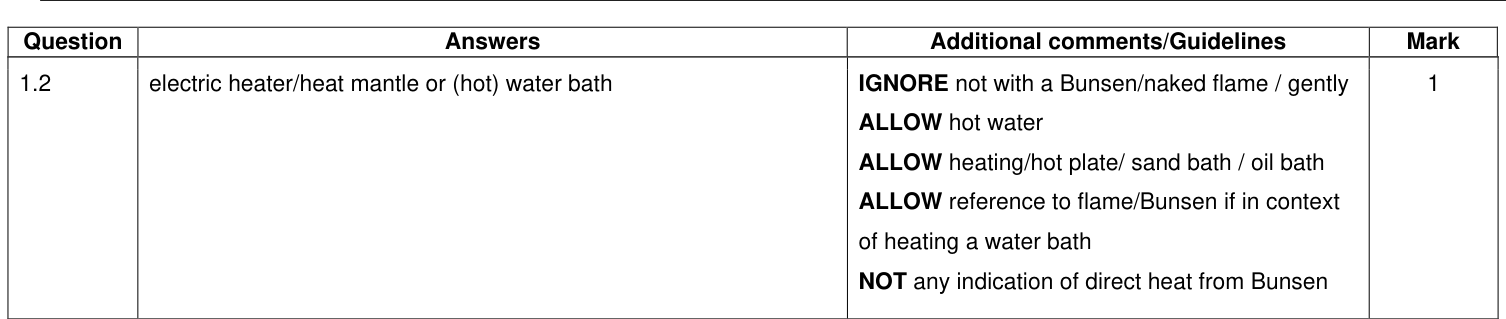 Question Answers Additional comments/Guidelines Mark
1.2 electric heater/heat mantle or (hot) water bath IGNORE not with a Bunsen/naked flame / gently 1
ALLOW hot water
ALLOW heating/hot plate/ sand bath / oil bath
ALLOW reference to flame/Bunsen if in context
of heating a water bath
NOT any indication of direct heat from Bunsen